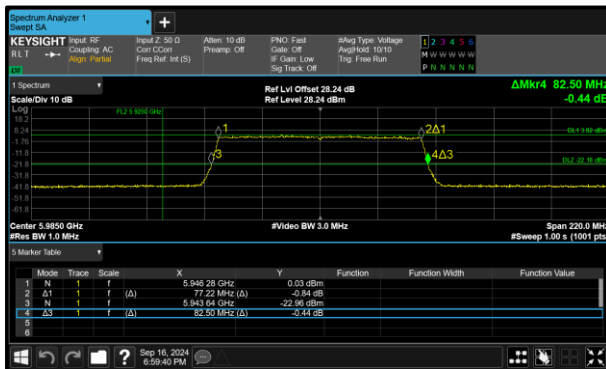 Spectrum Analyzer 1
Swept SA
KEYSIGHT Input: RF Input Z: 50 Ω Atten: 10 dB PNO: Fast #Avg Type: Voltage 1 2 3 4 5 6
RLT Coupling: AC Corr CCorr Preamp: Off Gate: Off Avg|Hold: 10/10 M W W W W W
Align: Partial Freq Ref: Int (S) IF Gain: Low Trig: Free Run P N N N N N
Sig Track: Off
1 Spectrum Ref Lvl Offset 28.24 dB ΔMkr4 82.50 MHz
Scale/Div 10 dB Ref Level 28.24 dBm -0.44 dB
Log FL2 5.9250 GHz
18.2
8.24 1 2Δ1
-1.76
-11.8 3 4Δ3
-21.8 DL2 -22.18 dBm
-31.8
-41.8
-51.8
-61.8
Center 5.9850 GHz #Video BW 3.0 MHz Span 220.0 MHz
#Res BW 1.0 MHz #Sweep 1.00 s (1001 pts
5 Marker Table
Mode Trace Scale X Y Function Function Width Function Value
1 N 1 f 5.946 28 GHz 0.03 dBm
2 Δ1 1 f (Δ) 77.22 MHz (Δ) -0.84 dB
3 N 1 f 5.943 64 GHz -22.96 dBm
4 Δ3 1 f (Δ) 82.50 MHz (Δ) -0.44 dB
5
6
? Sep 16, 2024
6:59:40 PM